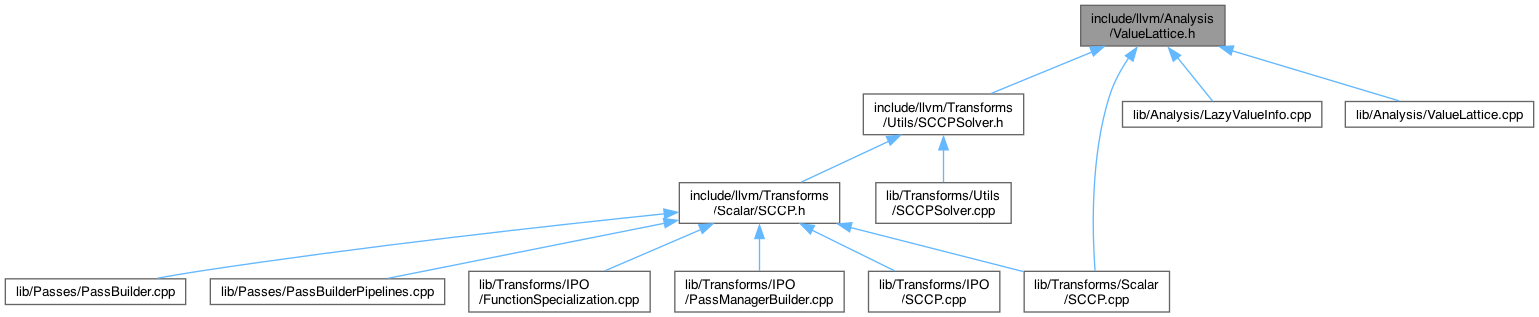 include/llvm/Analysis
/ValueLattice.h
include/llvm/Transforms
/Utils/SCCPSolver.h
lib/Analysis/LazyValueInfo.cpp
lib/Analysis/ValueLattice.cpp
include/llvm/Transforms
/Scalar/SCCP.h
lib/Transforms/Utils
/SCCPSolver.cpp
lib/Passes/PassBuilder.cpp
lib/Passes/PassBuilderPipelines.cpp
lib/Transforms/IPO
/FunctionSpecialization.cpp
lib/Transforms/IPO
/PassManagerBuilder.cpp
lib/Transforms/IPO
/SCCP.cpp
lib/Transforms/Scalar
/SCCP.cpp